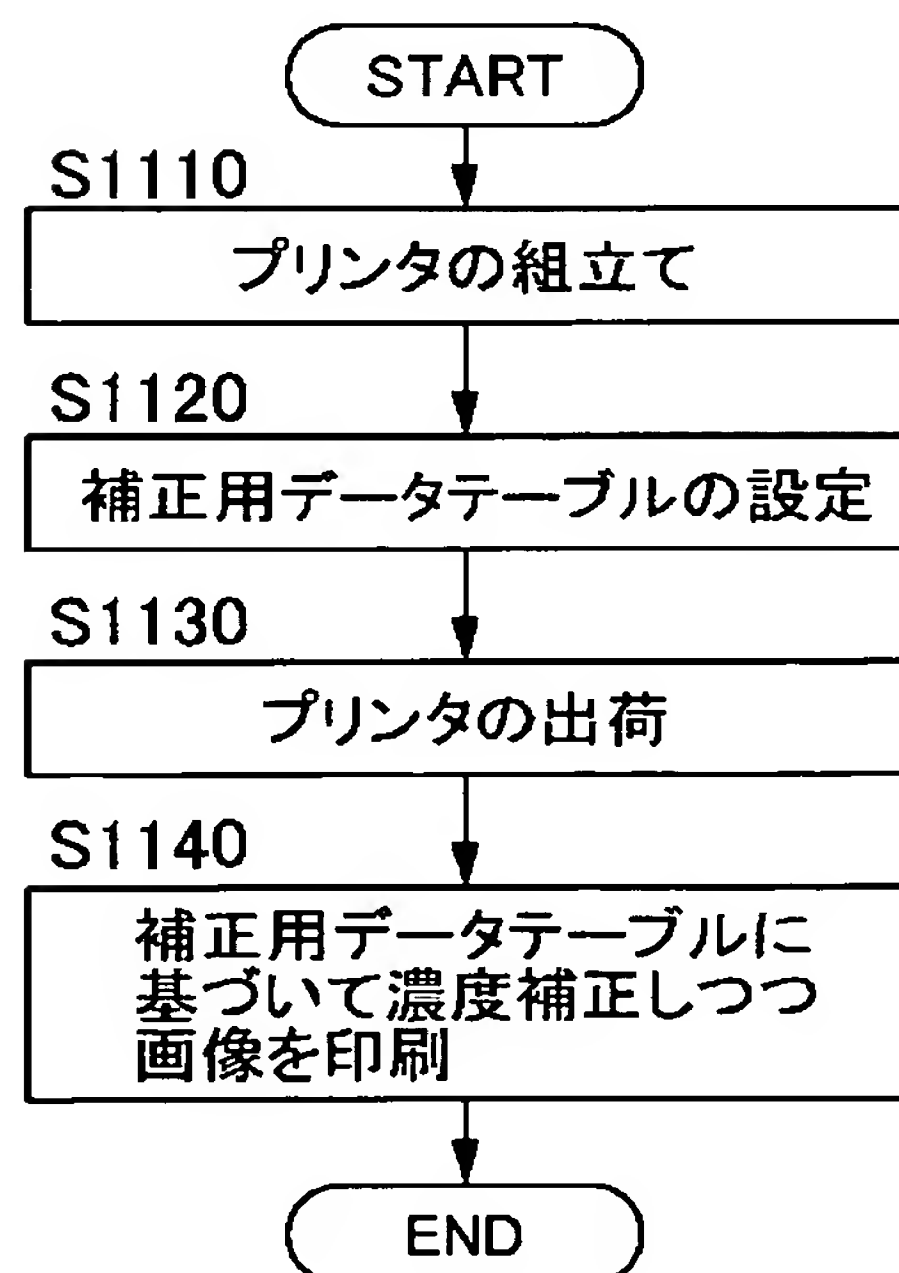 START
S1110
プリンタの組立て
S1120
補正用データテーブルの設定
S1130
プリンタの出荷
S1140
補正用データテーブルに
基づいて濃度補正しつつ
画像を印刷
END